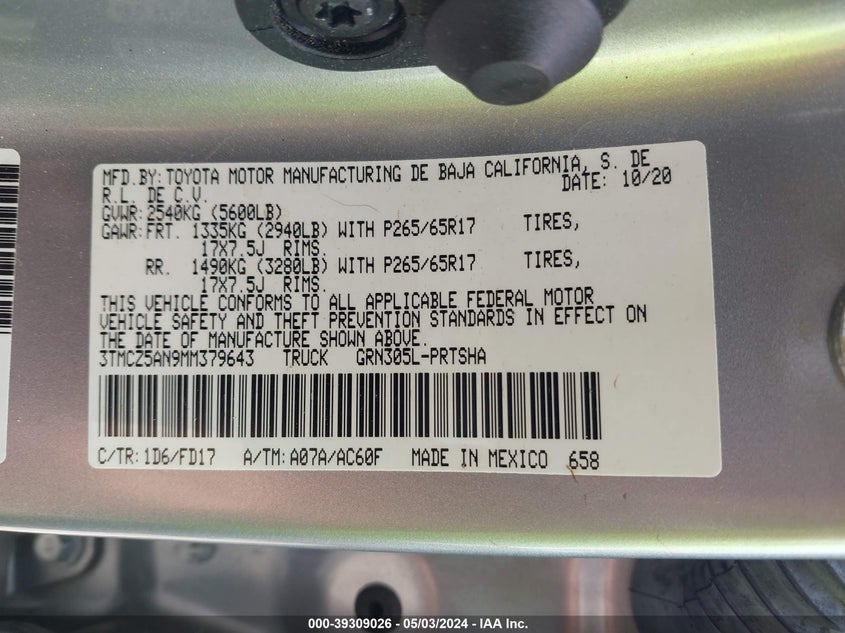 MFD.BY: TOYOTA MOTOR MANUFACTURING DE BAJA CALIFORNIA, S. DE
R.L. DE C.V. DATE: 10/20
GVWR: 2540KG (5600LB)
GAWR: FRT. 1335KG (2940LB) WITH P265/65R17 TIRES,
17X7.5J RIMS.
RR. 1490KG (3280LB) WITH P265/65R17 TIRES,
17X7.5J RIMS.
THIS VEHICLE CONFORMS TO ALL APPLICABLE FEDERAL MOTOR
VEHICLE SAFETY AND THEFT PREVENTION STANDARDS IN EFFECT ON
THE DATE OF MANUFACTURE SHOWN ABOVE.
3TMCZ5AN9MM379643 TRUCK GRN305L-PRTSHA
C/TR: 1D6/FD17 A/TM: A07A/AC60F MADE IN MEXICO 658
000-39309026 - 05/03/2024 - IAA Inc.